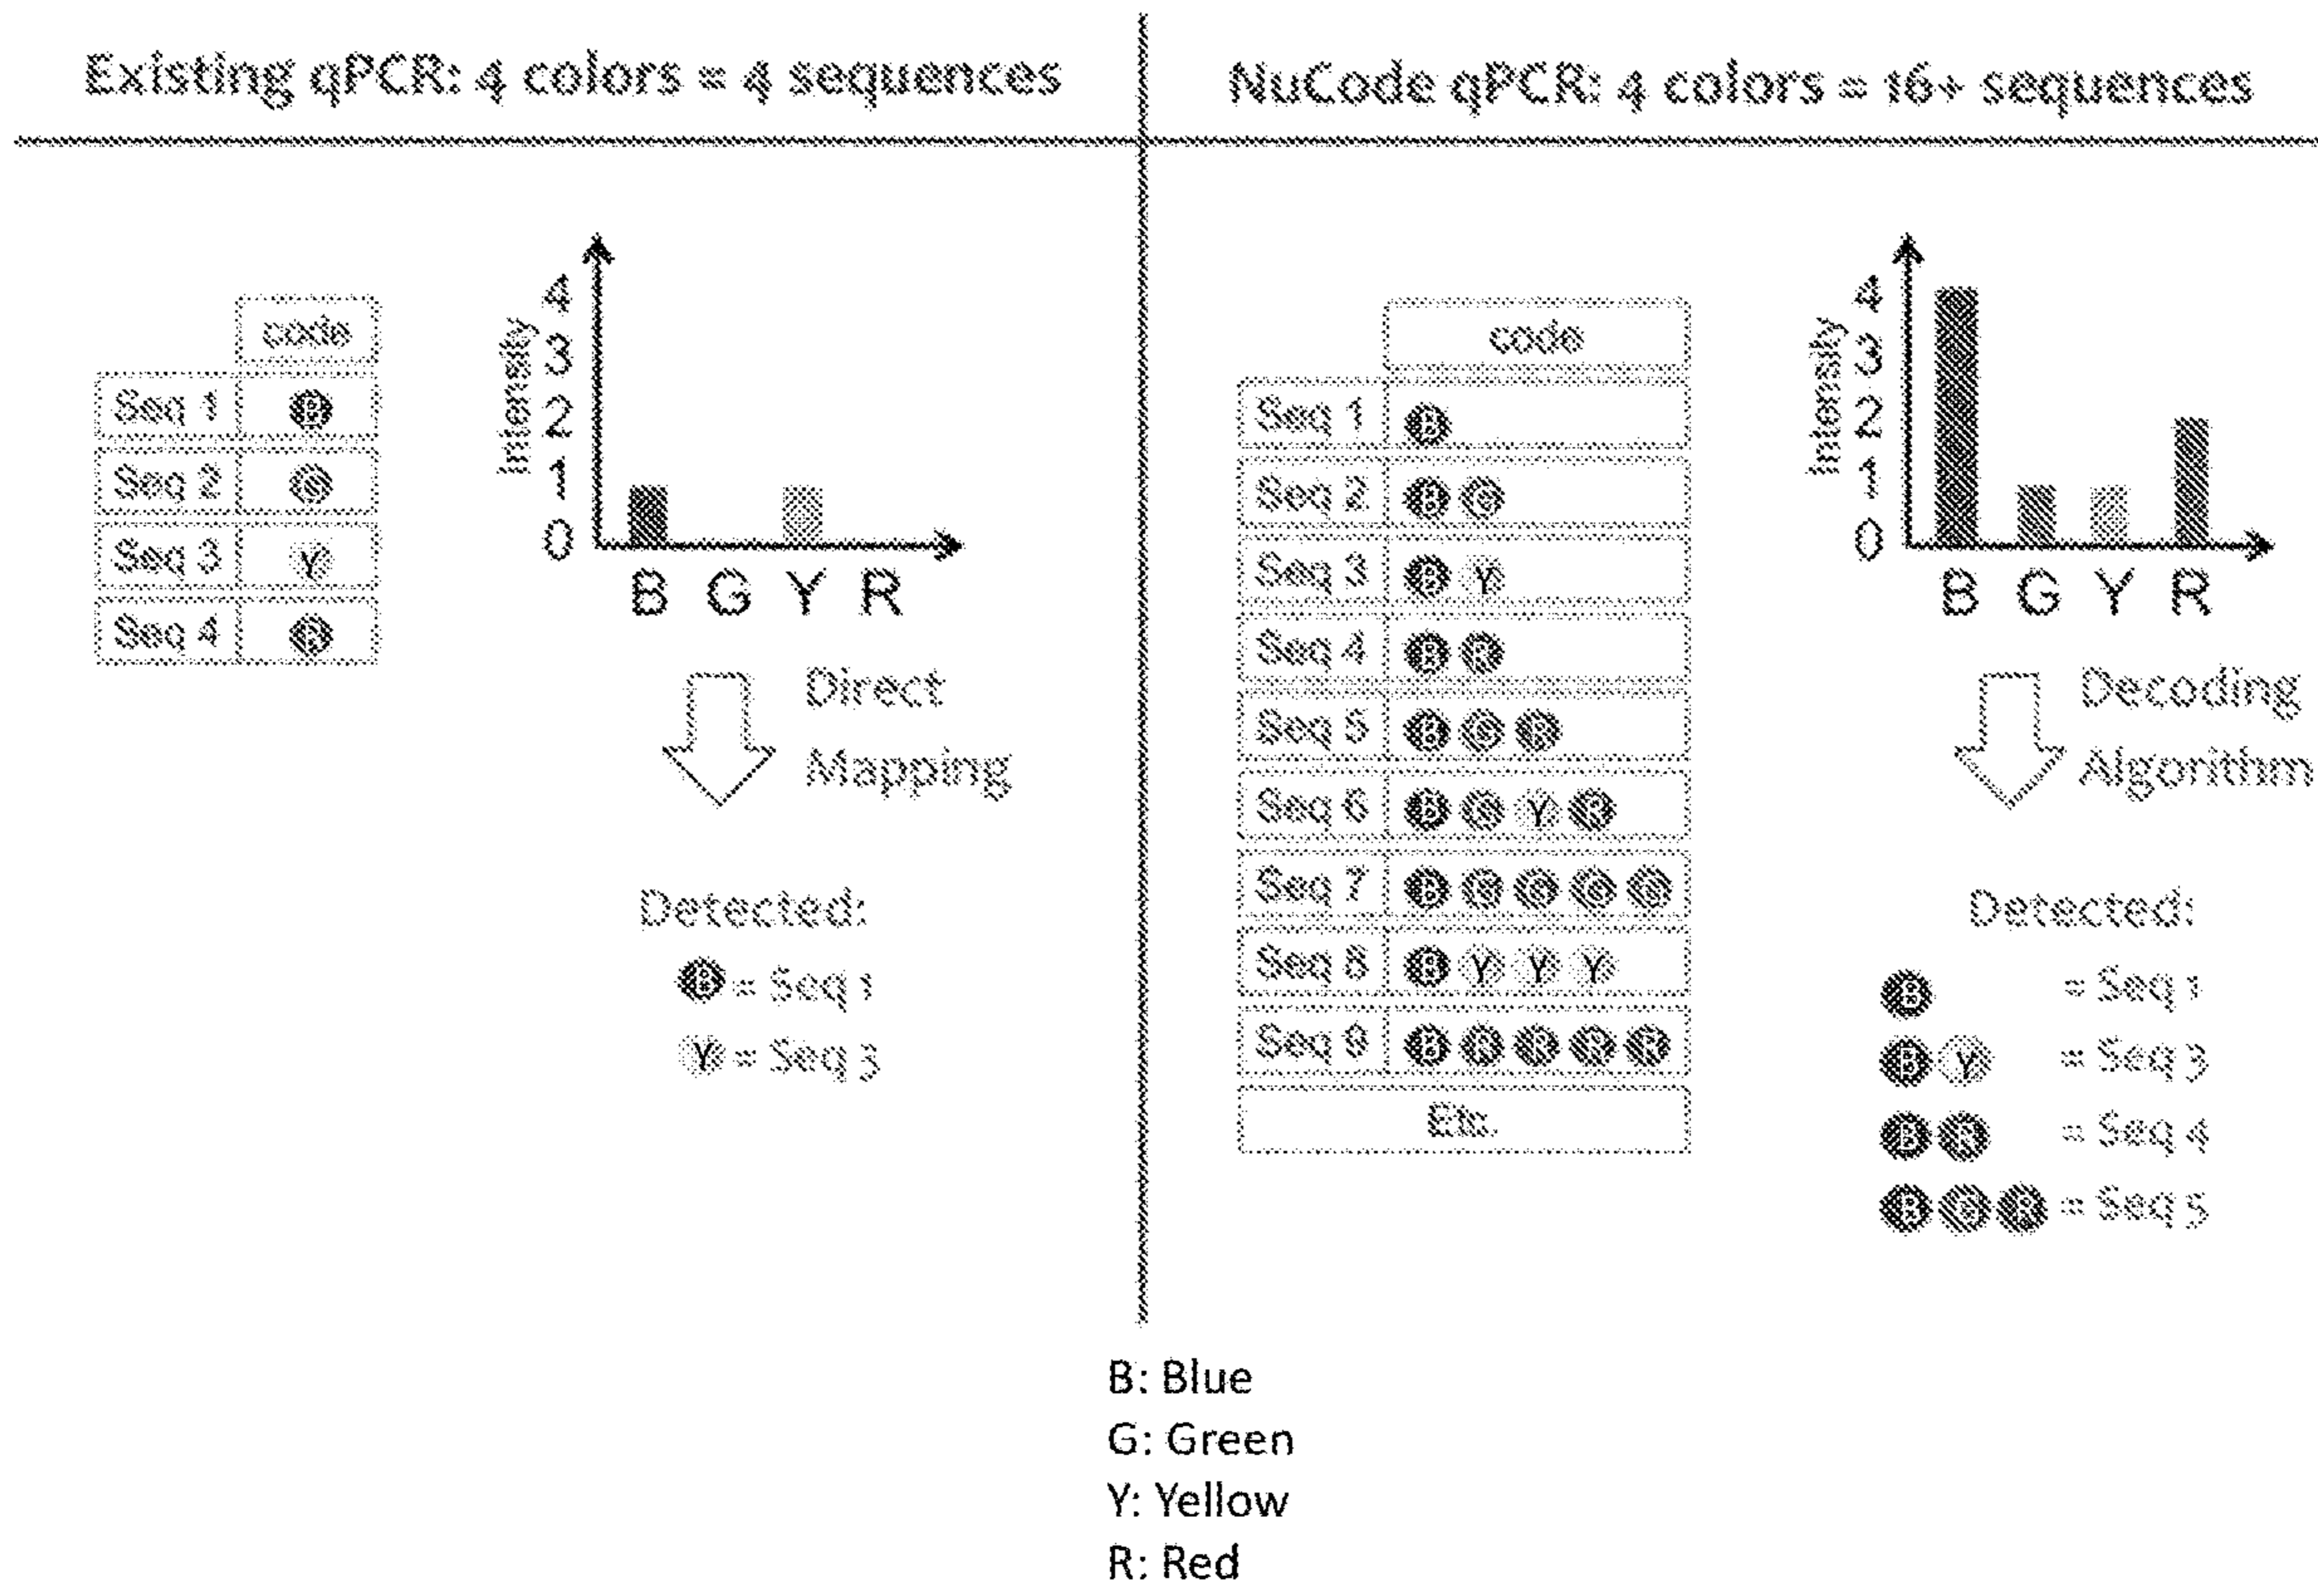 Existing qPCR: 4 colors = 4 sequences
code
Seq 1 B
Seq 2 G
Seq 3 Y
Seq 4 R
Intensity
4
3
2
1
0
B G Y R
Direct
Mapping
Detected:
B = Seq 1
Y = Seq 3
NuCode qPCR: 4 colors = 16+ sequences
code
Seq 1 B
Seq 2 B G
Seq 3 B Y
Seq 4 B R
Seq 5 B G R
Seq 6 B G Y R
Seq 7 B G G G G
Seq 8 B Y Y Y
Seq 9 B R R R R
Etc.
Intensity
4
3
2
1
0
B G Y R
Decoding
Algorithm
Detected:
B = Seq 1
B Y = Seq 3
B R = Seq 4
B G R = Seq 5
B: Blue
G: Green
Y: Yellow
R: Red